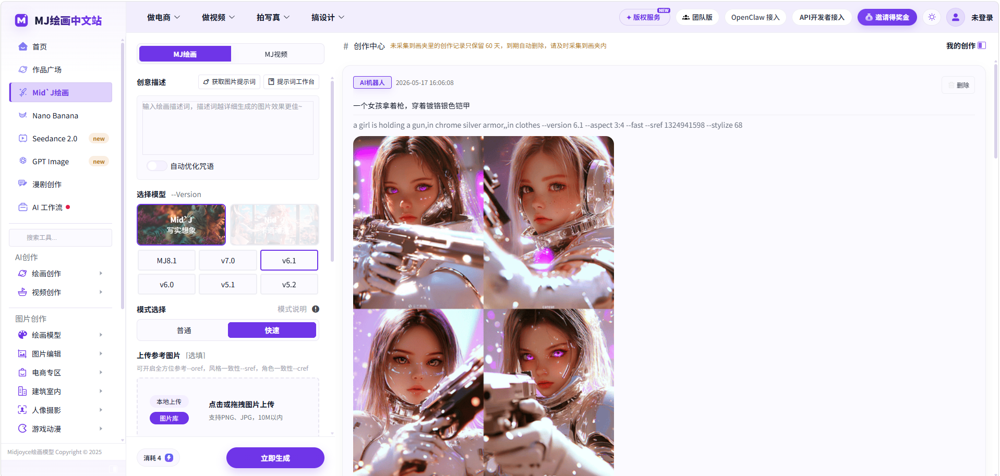 MJ绘画中文站
做电商
做视频
拍写真
搞设计
版权服务
NEW
团队版
OpenClaw 接入
API开发者接入
邀请得奖金
未登录
首页
作品广场
Mid`J绘画
Nano Banana
Seedance 2.0 new
GPT Image new
漫剧创作
AI 工作流
搜索工具...
AI创作
绘画创作
视频创作
图片创作
绘画模型
图片编辑
电商专区
建筑室内
人像摄影
游戏动漫
Midjoyce绘画模型 Copyright © 2025
MJ绘画
MJ视频
创意描述
获取图片提示词
提示词工作台
输入绘画描述词，描述词越详细生成的图片效果更佳~
自动优化咒语
选择模型 --Version
Mid`J
写实想象
MJ8.1
v7.0
v6.1
v6.0
v5.1
v5.2
模式选择
模式说明
普通
快速
上传参考图片 [选填]
可开启全方位参考--oref，风格一致性--sref，角色一致性--cref
本地上传
图片库
点击或拖拽图片上传
支持PNG、JPG，10M以内
消耗 4
立即生成
# 创作中心 未采集到画夹里的创作记录只保留 60 天，到期自动删除，请及时采集到画夹内
我的创作
AI机器人 2026-05-17 16:06:08
删除
一个女孩拿着枪，穿着镀铬银色铠甲
a girl is holding a gun,in chrome silver armor,,in clothes --version 6.1 --aspect 3:4 --fast --sref 1324941598 --stylize 68